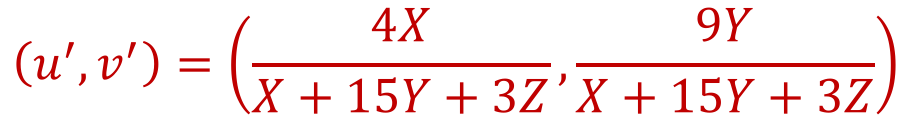 (u′, v′) = (4X / (X + 15Y + 3Z), 9Y / (X + 15Y + 3Z))